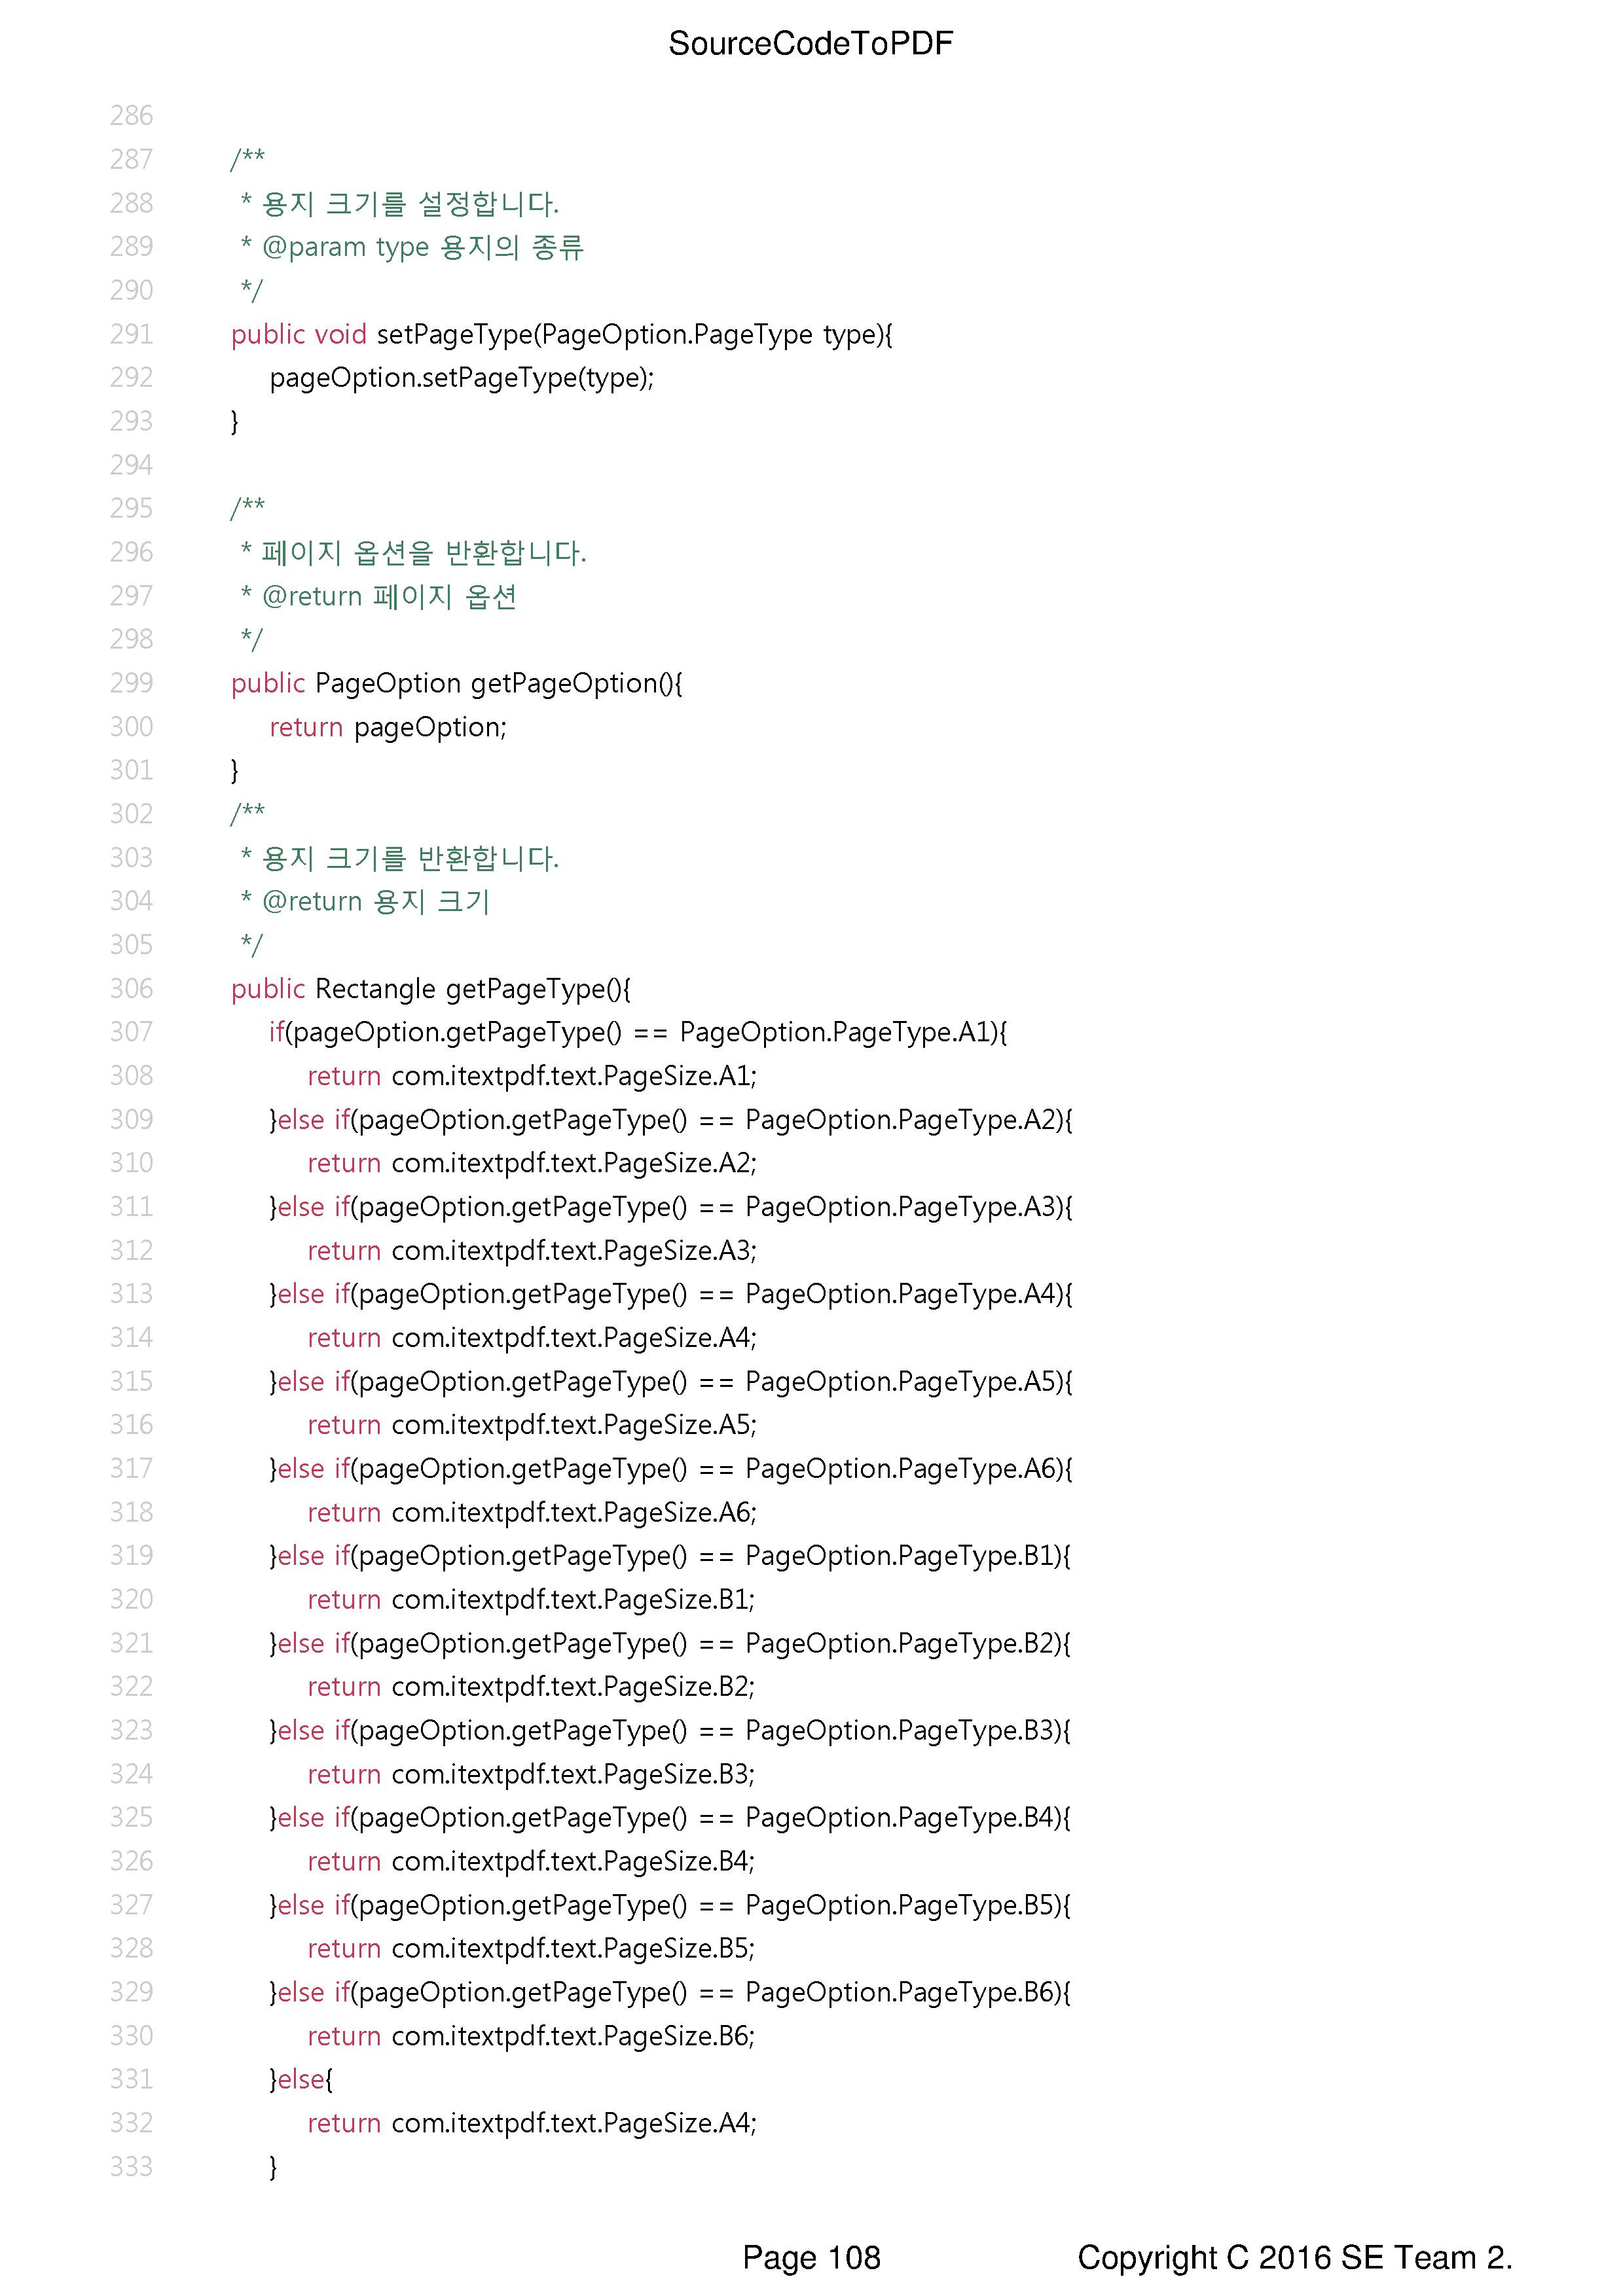 SourceCodeToPDF
286
287 /**
288 * 용지 크기를 설정합니다.
289 * @param type 용지의 종류
290 */
291 public void setPageType(PageOption.PageType type){
292 pageOption.setPageType(type);
293 }
294
295 /**
296 * 페이지 옵션을 반환합니다.
297 * @return 페이지 옵션
298 */
299 public PageOption getPageOption(){
300 return pageOption;
301 }
302 /**
303 * 용지 크기를 반환합니다.
304 * @return 용지 크기
305 */
306 public Rectangle getPageType(){
307 if(pageOption.getPageType() == PageOption.PageType.A1){
308 return com.itextpdf.text.PageSize.A1;
309 }else if(pageOption.getPageType() == PageOption.PageType.A2){
310 return com.itextpdf.text.PageSize.A2;
311 }else if(pageOption.getPageType() == PageOption.PageType.A3){
312 return com.itextpdf.text.PageSize.A3;
313 }else if(pageOption.getPageType() == PageOption.PageType.A4){
314 return com.itextpdf.text.PageSize.A4;
315 }else if(pageOption.getPageType() == PageOption.PageType.A5){
316 return com.itextpdf.text.PageSize.A5;
317 }else if(pageOption.getPageType() == PageOption.PageType.A6){
318 return com.itextpdf.text.PageSize.A6;
319 }else if(pageOption.getPageType() == PageOption.PageType.B1){
320 return com.itextpdf.text.PageSize.B1;
321 }else if(pageOption.getPageType() == PageOption.PageType.B2){
322 return com.itextpdf.text.PageSize.B2;
323 }else if(pageOption.getPageType() == PageOption.PageType.B3){
324 return com.itextpdf.text.PageSize.B3;
325 }else if(pageOption.getPageType() == PageOption.PageType.B4){
326 return com.itextpdf.text.PageSize.B4;
327 }else if(pageOption.getPageType() == PageOption.PageType.B5){
328 return com.itextpdf.text.PageSize.B5;
329 }else if(pageOption.getPageType() == PageOption.PageType.B6){
330 return com.itextpdf.text.PageSize.B6;
331 }else{
332 return com.itextpdf.text.PageSize.A4;
333 }
Page 108 Copyright C 2016 SE Team 2.